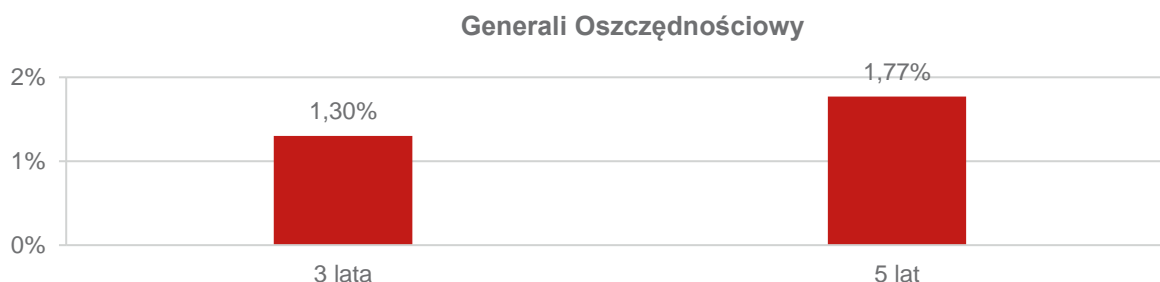 Generali Oszczędnościowy
2%
1,77%
1,30%
1%
0%
3 lata
5 lat